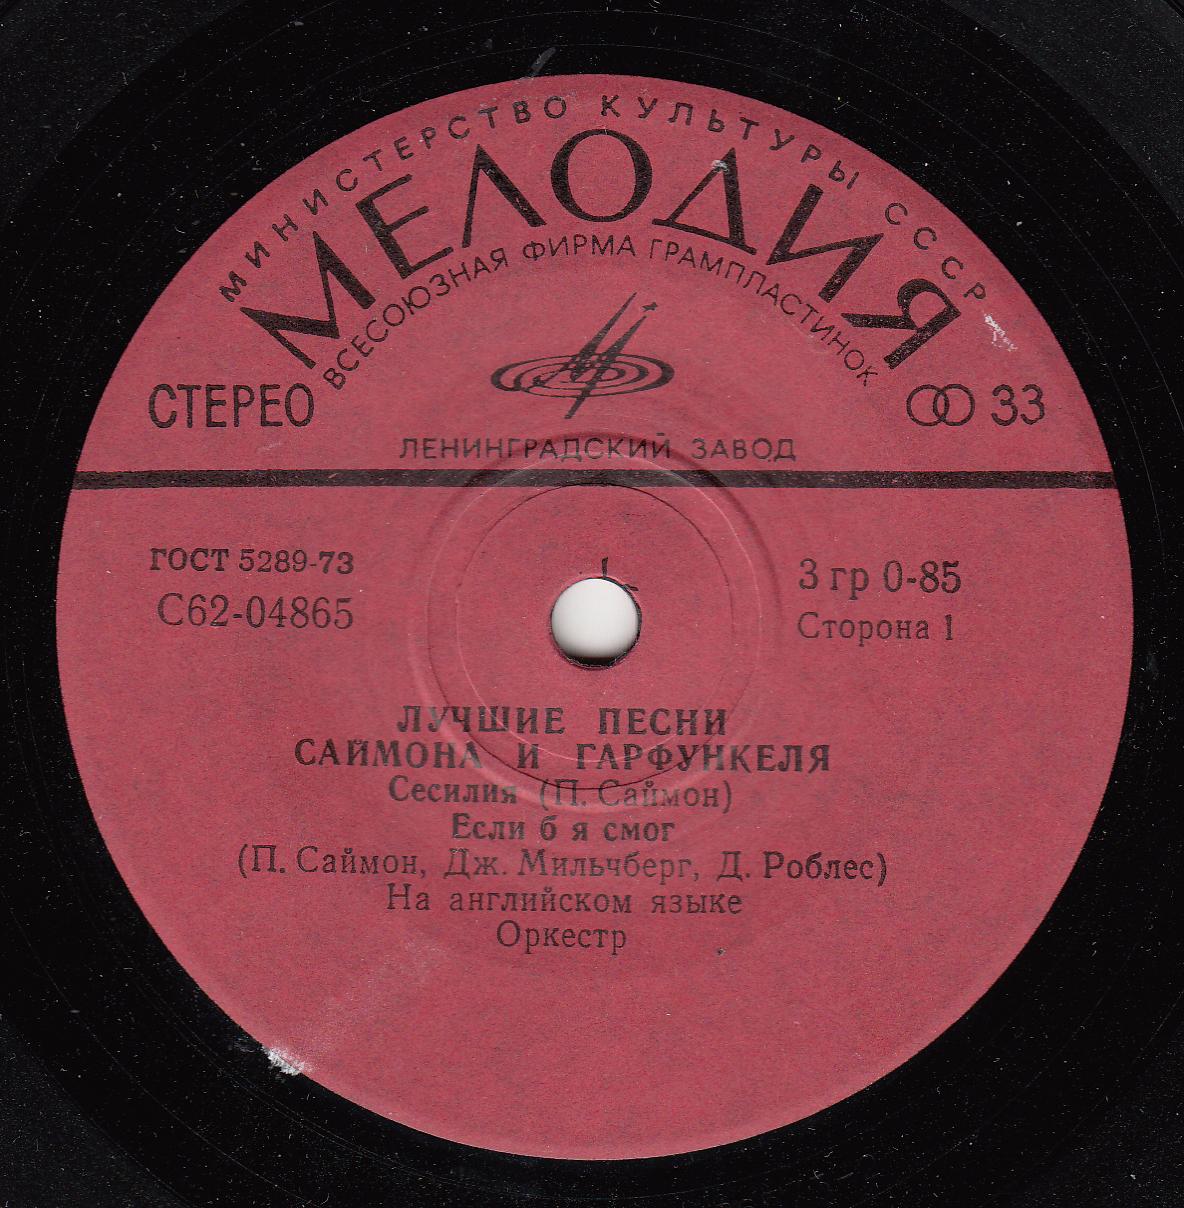 МИНИСТЕРСТВО КУЛЬТУРЫ СССР
МЕЛОДИЯ
ВСЕСОЮЗНАЯ ФИРМА ГРАМПЛАСТИНОК
СТЕРЕО
33
ЛЕНИНГРАДСКИЙ ЗАВОД
ГОСТ 5289-73
С62-04865
3 гр 0-85
Сторона 1
ЛУЧШИЕ ПЕСНИ
САЙМОНА И ГАРФУНКЕЛЯ
Сесилия (П. Саймон)
Если б я смог
(П. Саймон, Дж. Мильчберг, Д. Роблес)
На английском языке
Оркестр